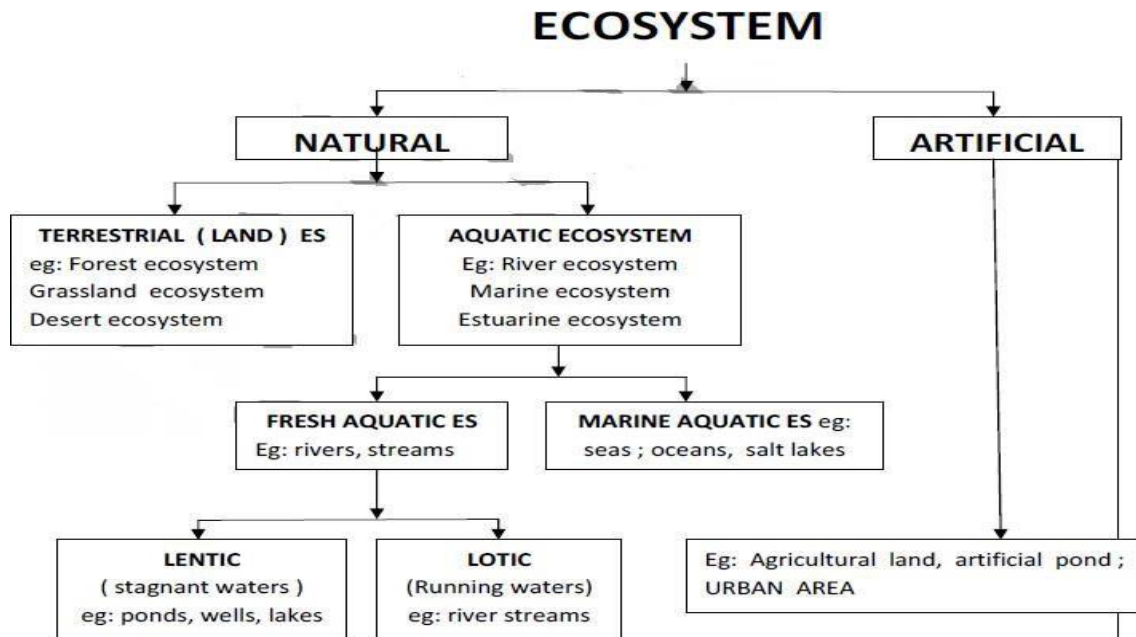 ECOSYSTEM
NATURAL
ARTIFICIAL
TERRESTRIAL ( LAND ) ES
eg: Forest ecosystem
Grassland ecosystem
Desert ecosystem
AQUATIC ECOSYSTEM
Eg: River ecosystem
Marine ecosystem
Estuarine ecosystem
FRESH AQUATIC ES
Eg: rivers, streams
MARINE AQUATIC ES eg:
seas ; oceans, salt lakes
LENTIC
( stagnant waters )
eg: ponds, wells, lakes
LOTIC
(Running waters)
eg: river streams
Eg: Agricultural land, artificial pond ;
URBAN AREA